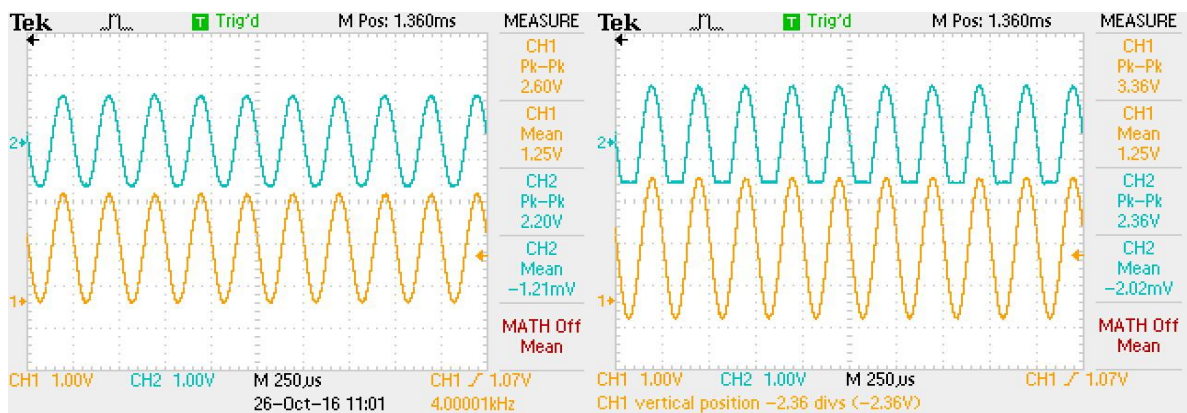 Tek
T Trig'd
M Pos: 1.360ms
MEASURE
CH1
Pk-Pk
2.60V
CH1
Mean
1.25V
CH2
Pk-Pk
2.20V
CH2
Mean
-1.21mV
MATH Off
Mean
2
1
CH1 1.00V
CH2 1.00V
M 250µs
CH1 1.07V
26-Oct-16 11:01
4.00001kHz
Tek
T Trig'd
M Pos: 1.360ms
MEASURE
CH1
Pk-Pk
3.36V
CH1
Mean
1.25V
CH2
Pk-Pk
2.36V
CH2
Mean
-2.02mV
MATH Off
Mean
2
1
CH1 1.00V
CH2 1.00V
M 250µs
CH1 1.07V
CH1 vertical position -2.36 divs (-2.36V)